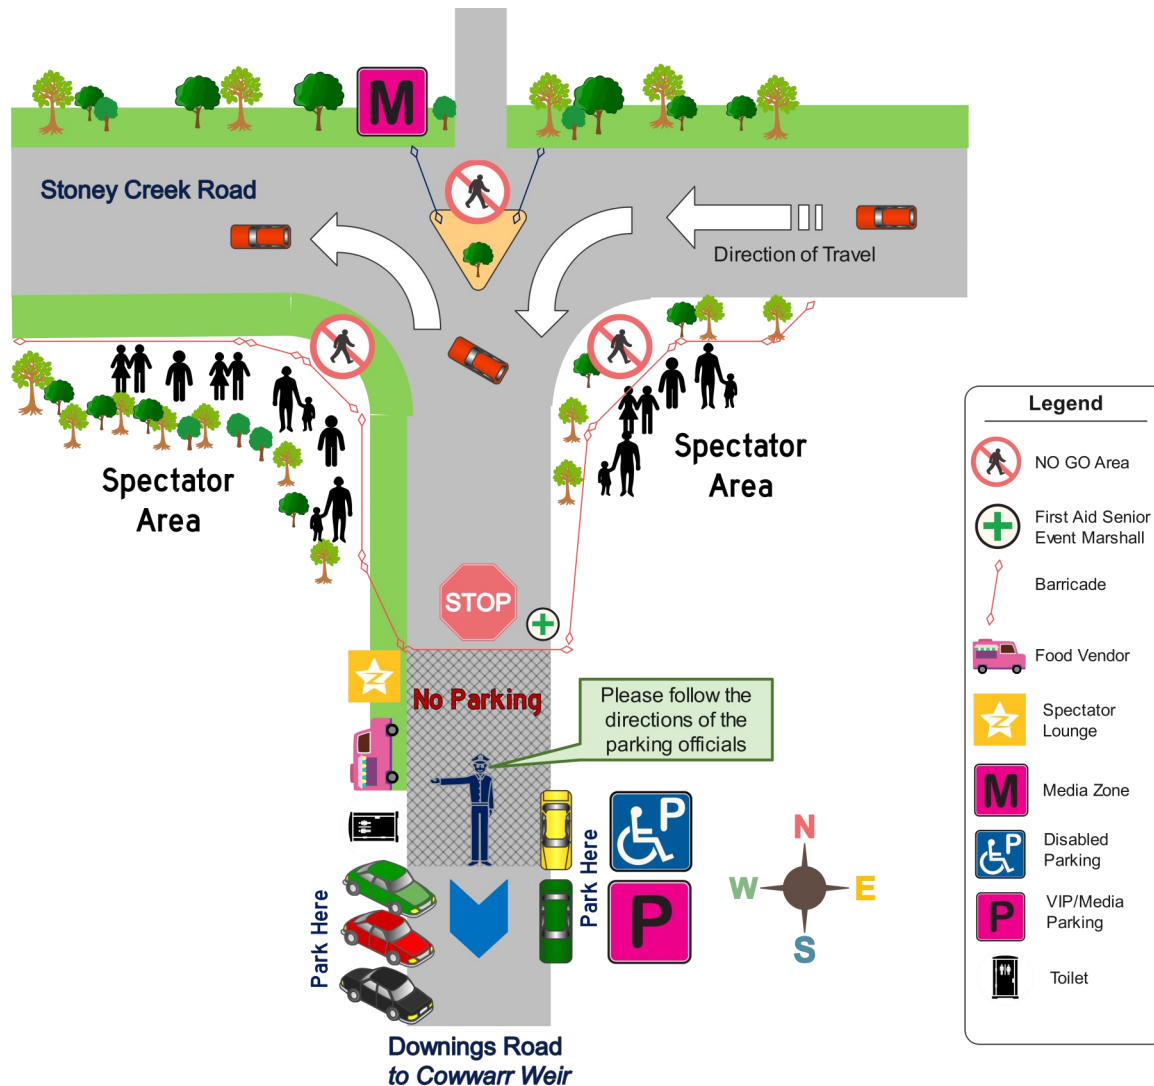 M
Stoney Creek Road
Direction of Travel
Spectator
Area
Spectator
Area
STOP
No Parking
Please follow the
directions of the
parking officials
P
Park Here
Park Here
P
N
W
E
S
Downings Road
to Cowwarr Weir
Legend
NO GO Area
First Aid Senior
Event Marshall
Barricade
Food Vendor
Spectator
Lounge
M
Media Zone
P
Disabled
Parking
P
VIP/Media
Parking
Toilet